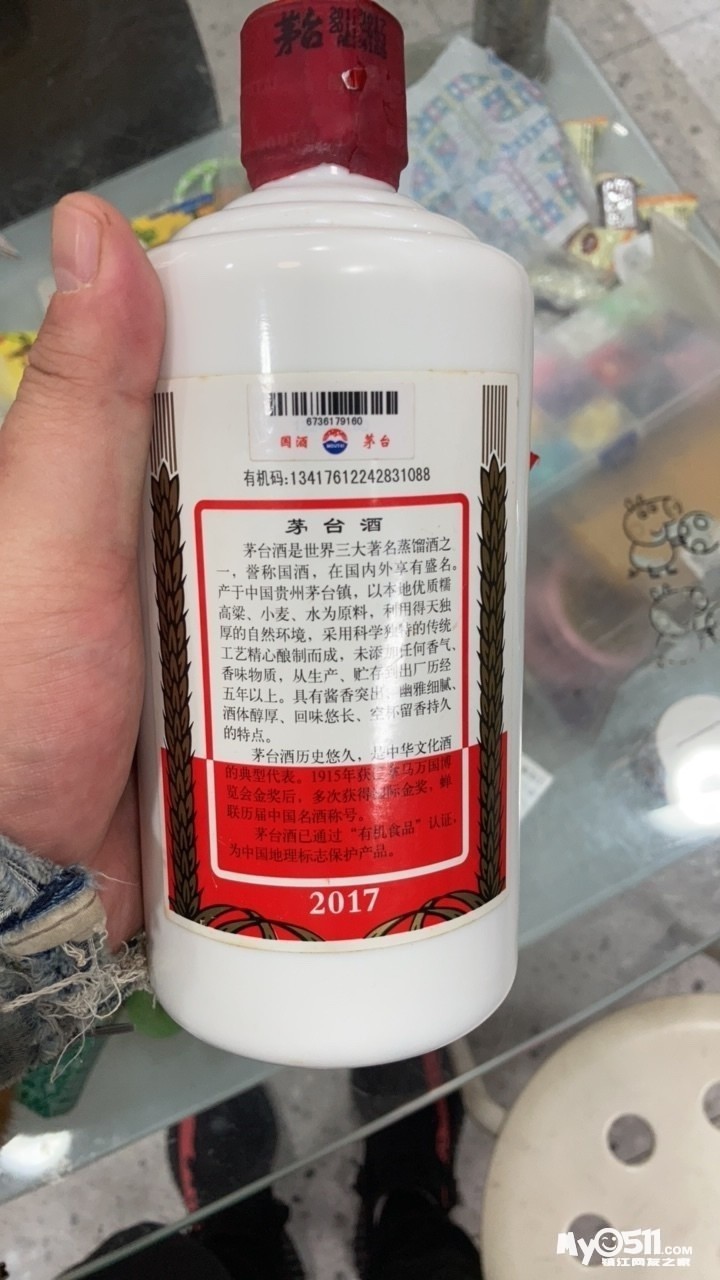 茅台
6736179160
国酒 茅台
有机码:13417612242831088
茅台酒
茅台酒是世界三大著名蒸馏酒之
一，誉称国酒，在国内外享有盛名。
产于中国贵州茅台镇，以本地优质糯
高粱、小麦、水为原料，利用得天独
厚的自然环境，采用科学独特的传统
工艺精心酿制而成，未添加任何香气、
香味物质，从生产、贮存到出厂历经
五年以上。具有酱香突出、幽雅细腻、
酒体醇厚、回味悠长、空杯留香持久
的特点。
茅台酒历史悠久，是中华文化酒
的典型代表。1915年获巴拿马万国博
览会金奖后，多次获得国际金奖，蝉
联历届中国名酒称号。
茅台酒已通过“有机食品”认证，
为中国地理标志保护产品。
2017
My0511.COM
镇江网友之家